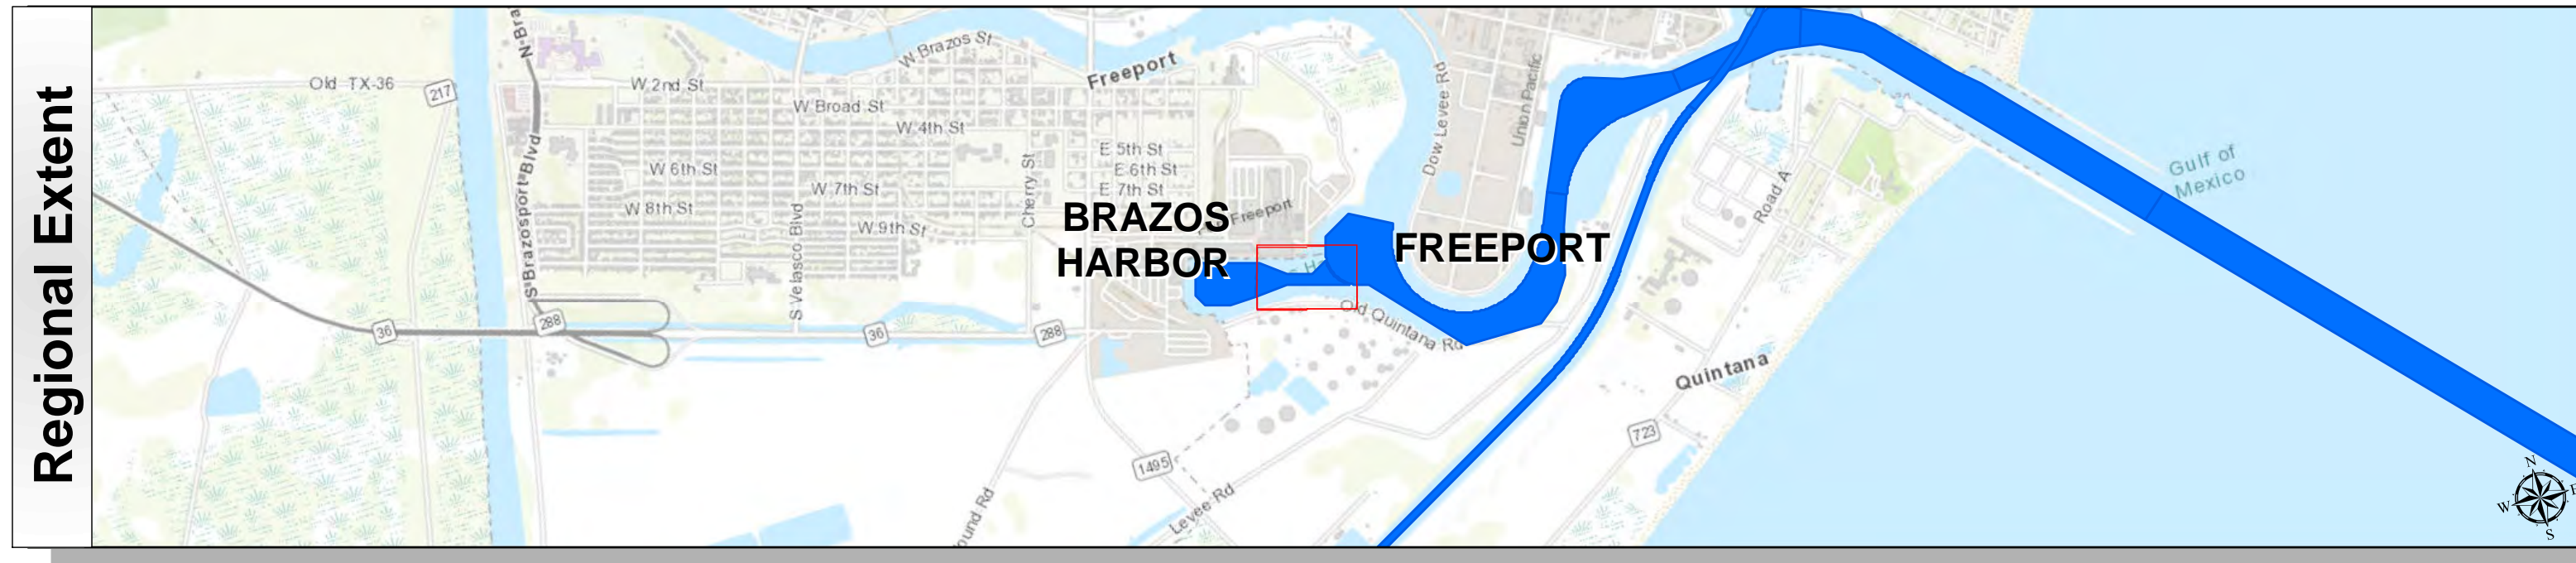 Regional Extent
N Bra
W Brazos St
Freeport
Old TX-36
217
W 2nd St
W Broad St
W 4th St
Dow Levee Rd
Union Pacific
E 5th St
E 6th St
E 7th St
W 6th St
W 7th St
W 8th St
W 9th St
S Brazosport Blvd
S Velasco Blvd
Cherry St
Freeport
Road A
Gulf of
Mexico
BRAZOS
HARBOR
FREEPORT
Old Quintana Rd
36
288
36
288
Quintana
723
1495
Levee Rd
ound Rd
N
W
E
S